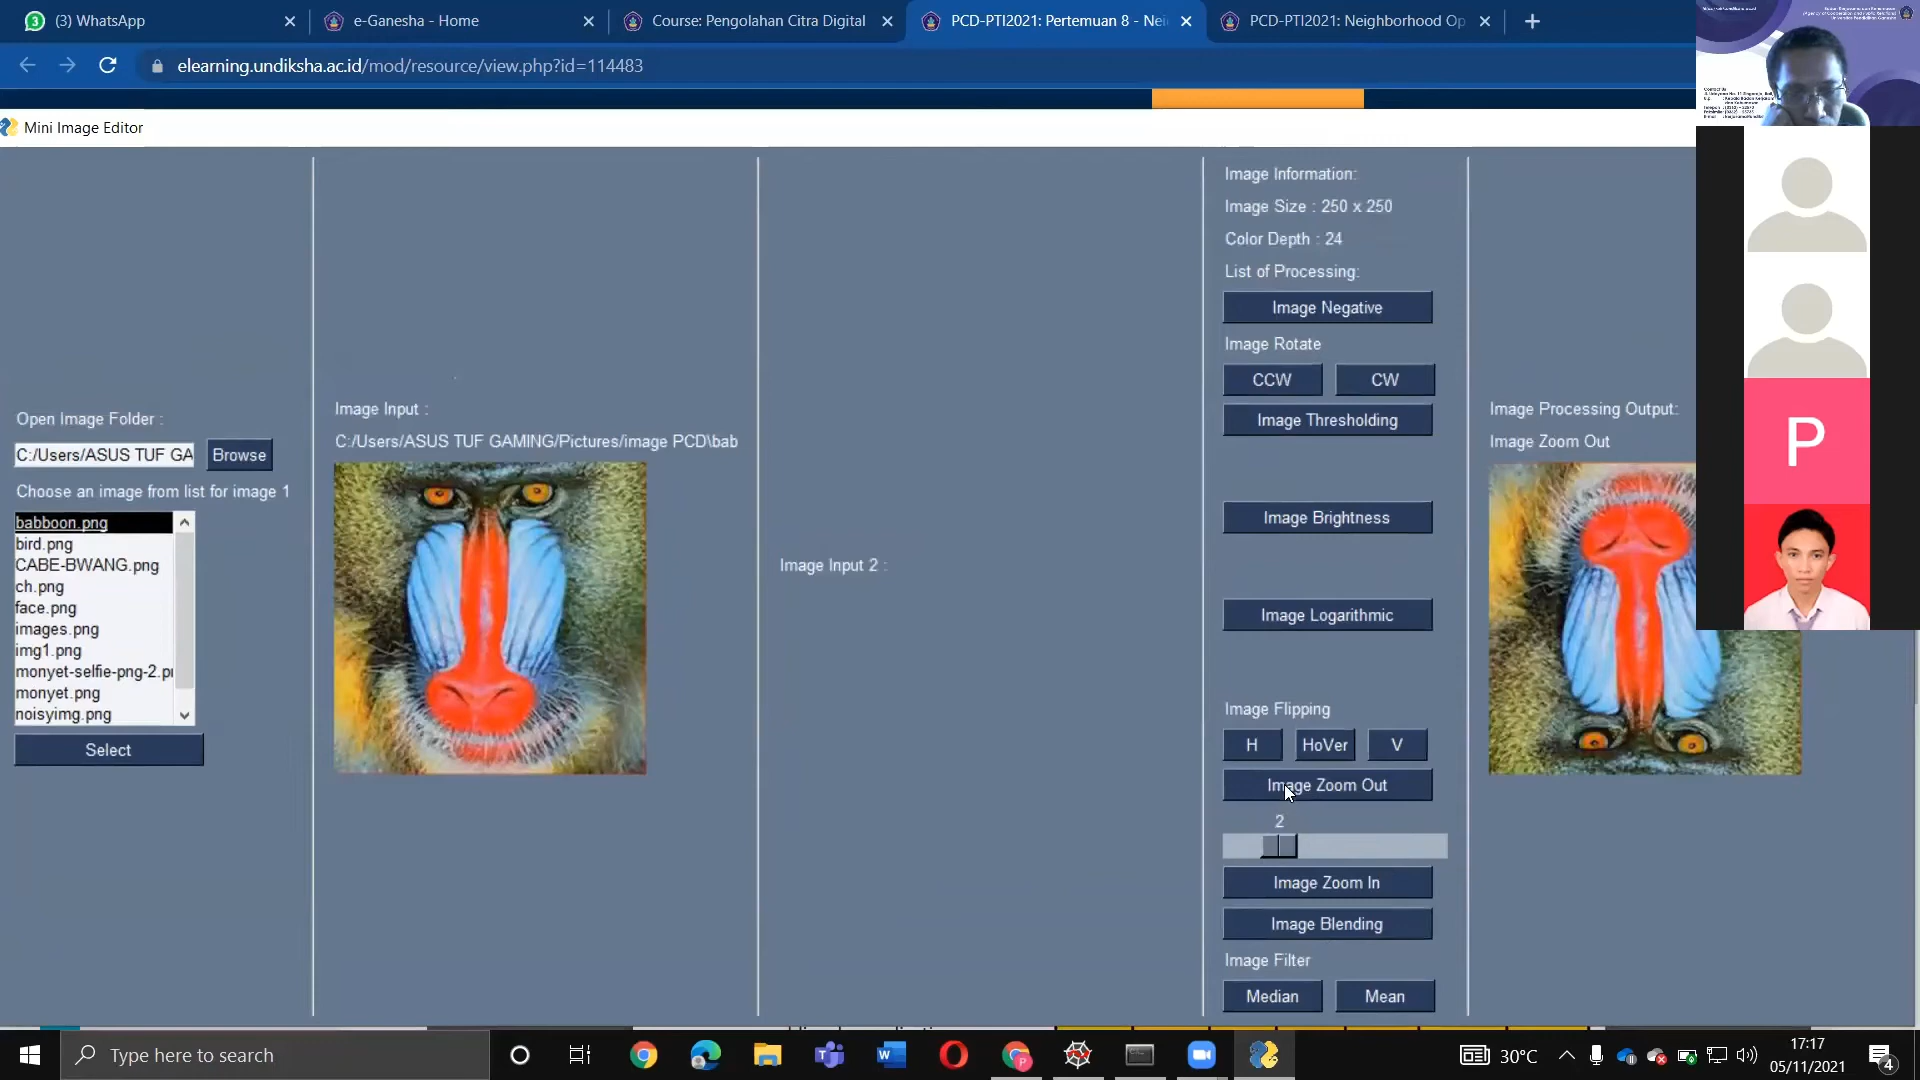 (3) WhatsApp
e-Ganesha - Home
Course: Pengolahan Citra Digital
PCD-PTI2021: Pertemuan 8 - Nei
PCD-PTI2021: Neighborhood Op
elearning.undiksha.ac.id/mod/resource/view.php?id=114483
Mini Image Editor
Open Image Folder :
C:/Users/ASUS TUF GA
Browse
Choose an image from list for image 1
babboon.png
bird.png
CABE-BWANG.png
ch.png
face.png
images.png
img1.png
monyet-selfie-png-2.p
monyet.png
noisyimg.png
Select
Image Input :
C:/Users/ASUS TUF GAMING/Pictures/image PCD\bab
Image Input 2 :
Image Information:
Image Size : 250 x 250
Color Depth : 24
List of Processing:
Image Negative
Image Rotate
CCW
CW
Image Thresholding
Image Brightness
Image Logarithmic
Image Flipping
H
HoVer
V
Image Zoom Out
2
Image Zoom In
Image Blending
Image Filter
Median
Mean
Image Processing Output:
Image Zoom Out
P
Type here to search
30°C
17:17
05/11/2021
4